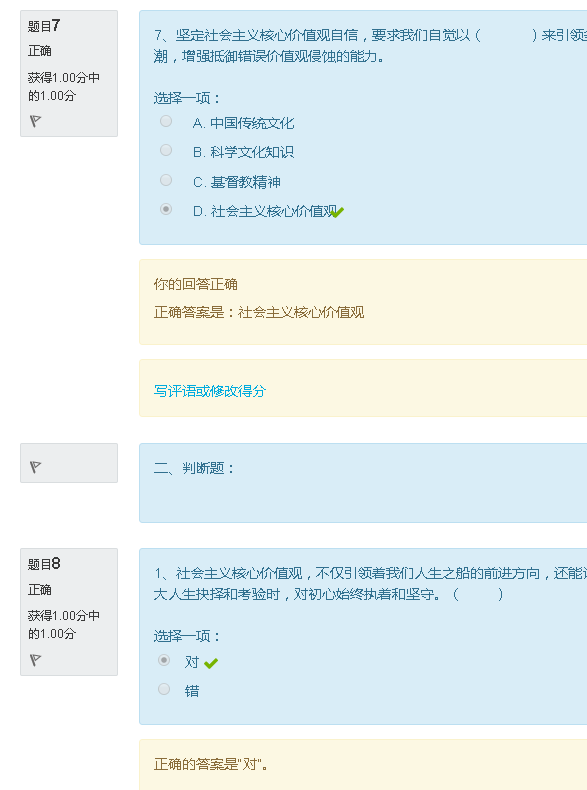 题目7
正确
获得1.00分中
的1.00分
7、坚定社会主义核心价值观自信，要求我们自觉以（ ）来引领
潮，增强抵御错误价值观侵蚀的能力。
选择一项：
A. 中国传统文化
B. 科学文化知识
C. 基督教精神
D. 社会主义核心价值观
你的回答正确
正确答案是：社会主义核心价值观
写评语或修改得分
二、判断题：
题目8
正确
获得1.00分中
的1.00分
1、社会主义核心价值观，不仅引领着我们人生之船的前进方向，还能
大人生抉择和考验时，对初心始终执着和坚守。（ ）
选择一项：
对
错
正确的答案是“对”。